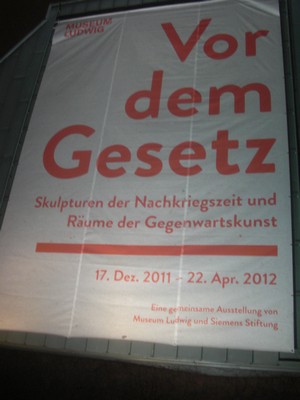 MUSEUM
LUDWIG
Vor
dem
Gesetz
Skulpturen der Nachkriegszeit und
Räume der Gegenwartskunst
17. Dez. 2011 – 22. Apr. 2012
Eine gemeinsame Ausstellung von
Museum Ludwig und Siemens Stiftung